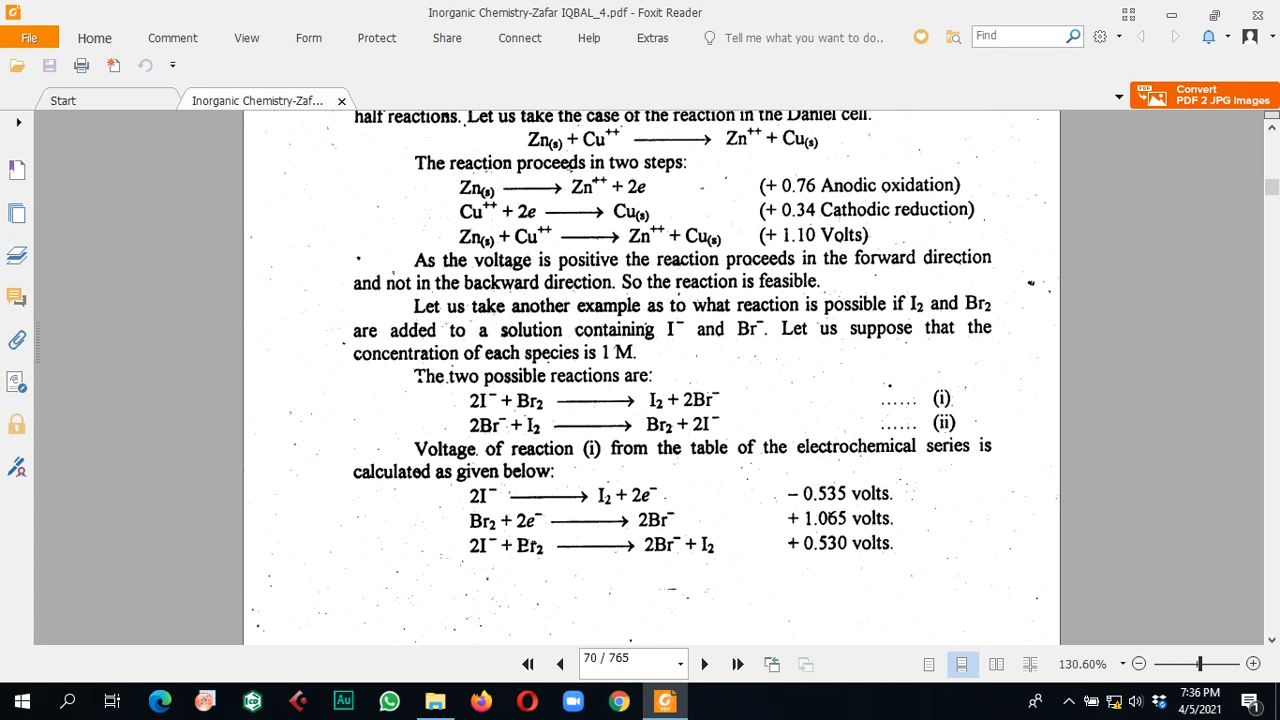 Inorganic Chemistry-Zafar IQBAL_4.pdf - Foxit Reader
File Home Comment View Form Protect Share Connect Help Extras Tell me what you want to do.. Find
Start Inorganic Chemistry-Zaf...
Convert
PDF 2 JPG Images
half reactions. Let us take the case of the reaction in the Daniel cell.
Zn(s) + Cu⁺⁺ ⟶ Zn⁺⁺ + Cu(s)
The reaction proceeds in two steps:
Zn(s) ⟶ Zn⁺⁺ + 2e (+ 0.76 Anodic oxidation)
Cu⁺⁺ + 2e ⟶ Cu(s) (+ 0.34 Cathodic reduction)
Zn(s) + Cu⁺⁺ ⟶ Zn⁺⁺ + Cu(s) (+ 1.10 Volts)
As the voltage is positive the reaction proceeds in the forward direction
and not in the backward direction. So the reaction is feasible.
Let us take another example as to what reaction is possible if I₂ and Br₂
are added to a solution containing I⁻ and Br⁻. Let us suppose that the
concentration of each species is 1 M.
The two possible reactions are:
2I⁻ + Br₂ ⟶ I₂ + 2Br⁻ ...... (i)
2Br⁻ + I₂ ⟶ Br₂ + 2I⁻ ...... (ii)
Voltage of reaction (i) from the table of the electrochemical series is
calculated as given below:
2I⁻ ⟶ I₂ + 2e⁻ – 0.535 volts.
Br₂ + 2e⁻ ⟶ 2Br⁻ + 1.065 volts.
2I⁻ + Br₂ ⟶ 2Br⁻ + I₂ + 0.530 volts.
70 / 765
130.60%
7:36 PM
4/5/2021